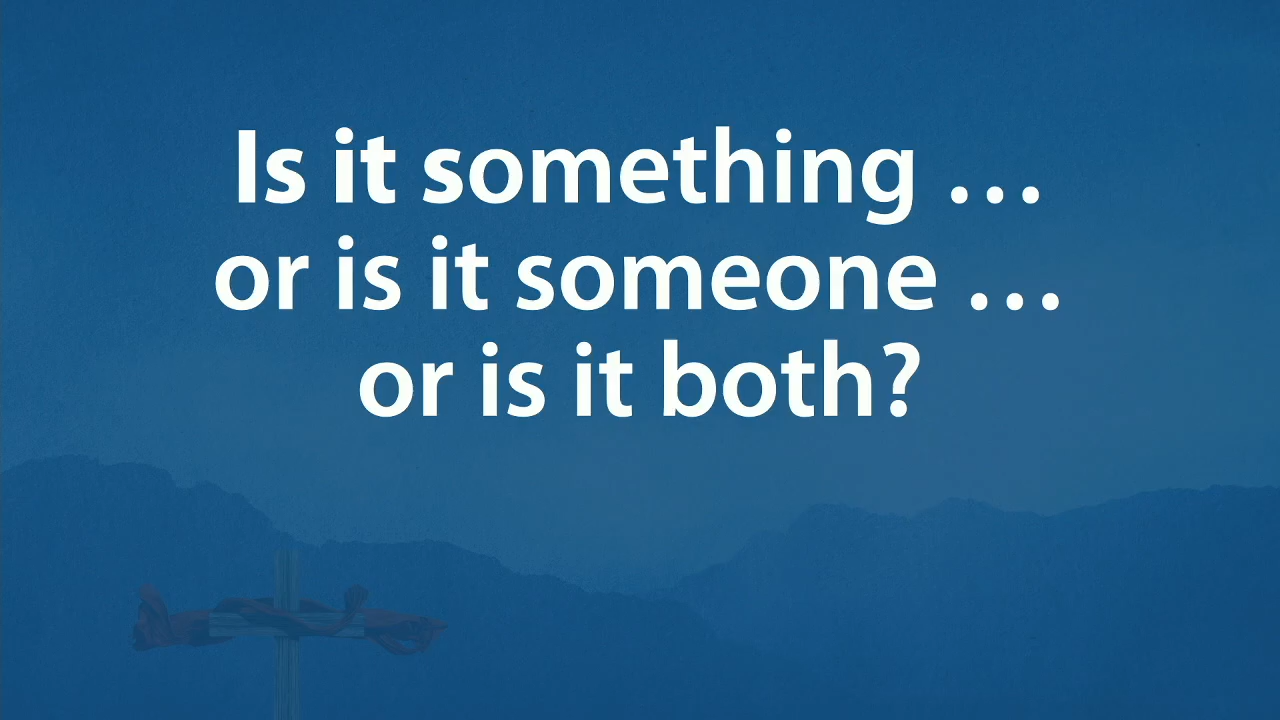 Is it something …
or is it someone …
or is it both?